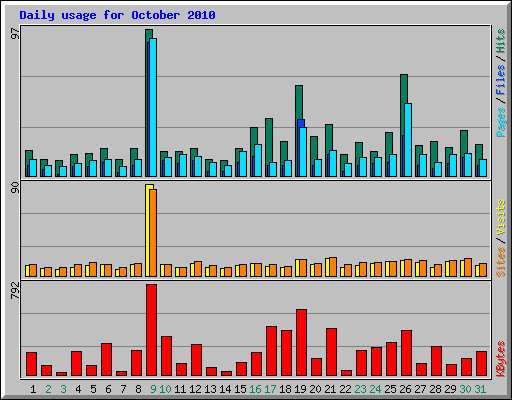 Daily usage for October 2010
97
Pages / Files / Hits
90
Sites / Visits
792
KBytes
1 2 3 4 5 6 7 8 9 10 11 12 13 14 15 16 17 18 19 20 21 22 23 24 25 26 27 28 29 30 31